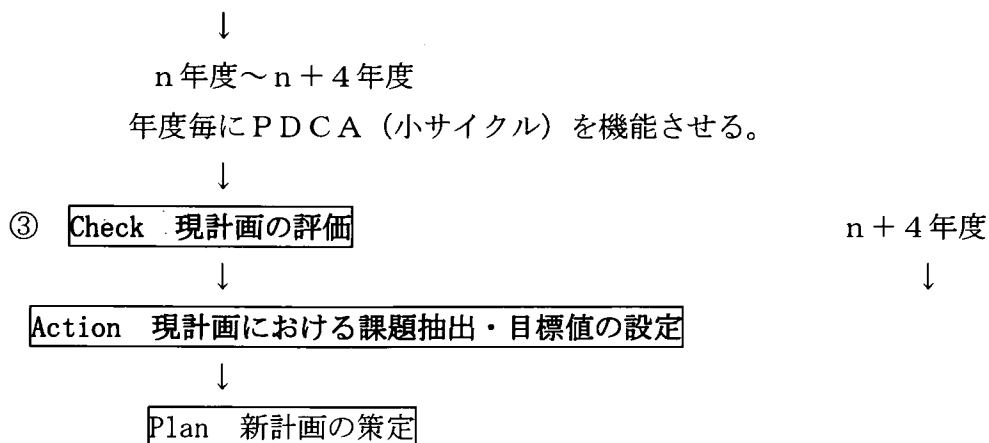 ↓
n年度~n+4年度
年度毎にPDCA(小サイクル)を機能させる。
↓
③ Check 現計画の評価 n+4年度
↓ ↓
Action 現計画における課題抽出・目標値の設定
↓
Plan 新計画の策定